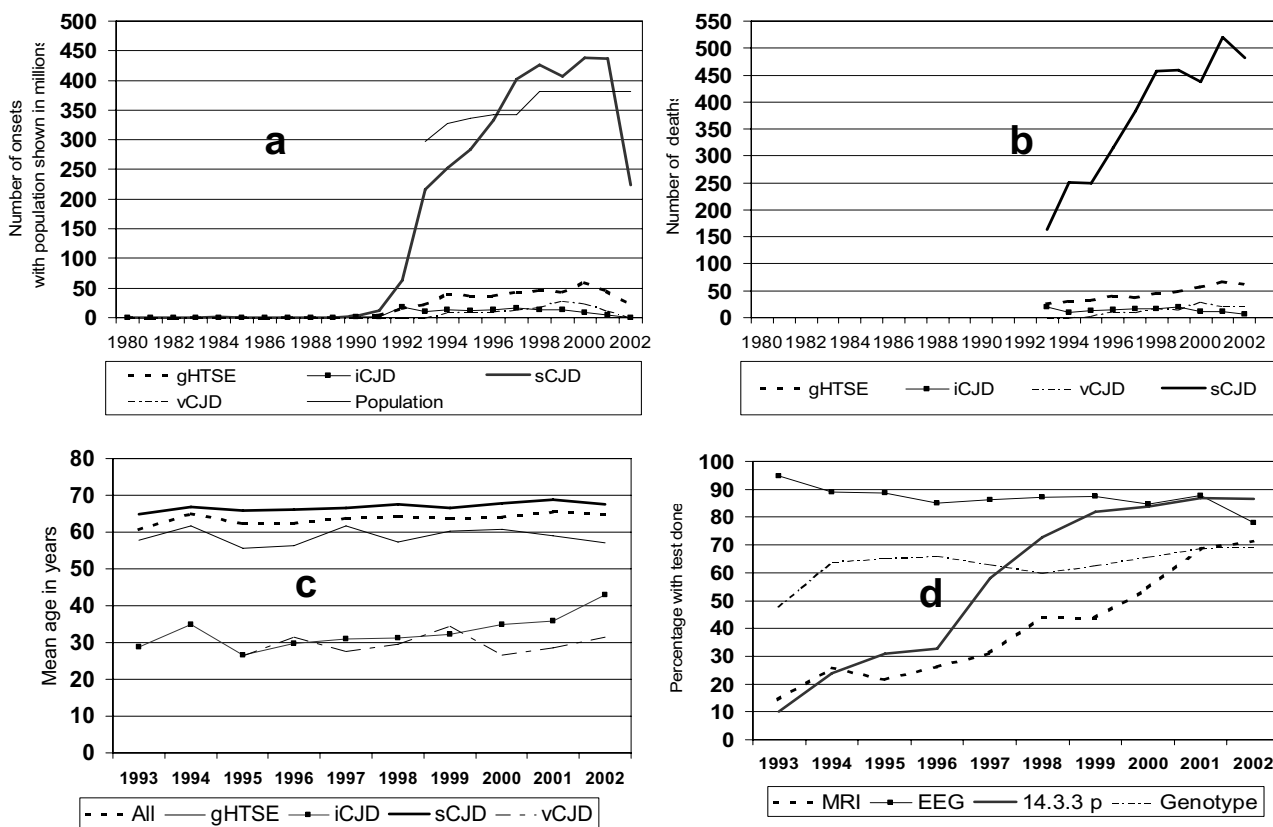 Number of onsets
with population shown in millions
500
450
400
350
300
250
200
150
100
50
0
a
1980 1982 1984 1986 1988 1990 1992 1994 1996 1998 2000 2002
gHTSE iCJD sCJD
vCJD Population
Number of deaths
550
500
450
400
350
300
250
200
150
100
50
0
b
1980 1982 1984 1986 1988 1990 1992 1994 1996 1998 2000 2002
gHTSE iCJD vCJD sCJD
Mean age in years
80
70
60
50
40
30
20
10
0
c
1993 1994 1995 1996 1997 1998 1999 2000 2001 2002
All gHTSE iCJD sCJD vCJD
Percentage with test done
100
90
80
70
60
50
40
30
20
10
0
d
1993 1994 1995 1996 1997 1998 1999 2000 2001 2002
MRI EEG 14.3.3 p Genotype